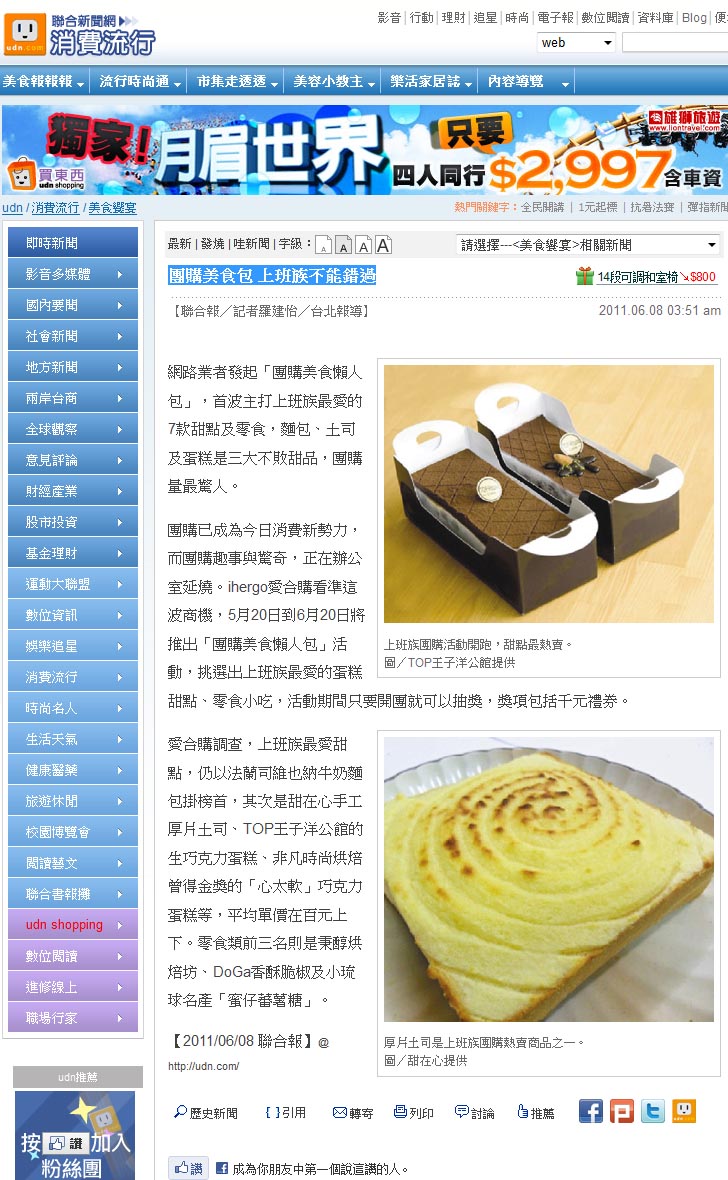 聯合新聞網
消費流行
udn.com
影音 | 行動 | 理財 | 追星 | 時尚 | 電子報 | 數位閱讀 | 資料庫 | Blog |
web
美食報報報 流行時尚通 市集走透透 美容小教主 樂活家居誌 內容導覽
獨家! 月眉世界 只要
四人同行 $2,997 含車資
買東西
udn shopping
雄獅旅遊
www.liontravel.com
udn / 消費流行 / 美食饗宴
熱門關鍵字：全民開講 | 1元起標 | 抗暑法寶 | 彈指新聞
即時新聞
影音多媒體
國內要聞
社會新聞
地方新聞
兩岸台商
全球觀察
意見評論
財經產業
股市投資
基金理財
運動大聯盟
數位資訊
娛樂追星
消費流行
時尚名人
生活天氣
健康醫藥
旅遊休閒
校園博覽會
閱讀藝文
聯合書報攤
udn shopping
數位閱讀
進修線上
職場行家
udn推薦
按 讚 加入
粉絲團
最新 | 發燒 | 哇新聞 | 字級：A A A A
請選擇---<美食饗宴>相關新聞
團購美食包 上班族不能錯過
14段可調和室椅↘$800
【聯合報╱記者羅建怡／台北報導】
2011.06.08 03:51 am
網路業者發起「團購美食懶人
包」，首波主打上班族最愛的
7款甜點及零食，麵包、土司
及蛋糕是三大不敗甜品，團購
量最驚人。
上班族團購活動開跑，甜點最熱賣。
圖／TOP王子洋公館提供
團購已成為今日消費新勢力，
而團購趣事與驚奇，正在辦公
室延燒。ihergo愛合購看準這
波商機，5月20日到6月20日將
推出「團購美食懶人包」活
動，挑選出上班族最愛的蛋糕
甜點、零食小吃，活動期間只要開團就可以抽獎，獎項包括千元禮券。
愛合購調查，上班族最愛甜
點，仍以法蘭司維也納牛奶麵
包掛榜首，其次是甜在心手工
厚片土司、TOP王子洋公館的
生巧克力蛋糕、非凡時尚烘焙
曾得金獎的「心太軟」巧克力
蛋糕等，平均單價在百元上
下。零食類前三名則是秉醇烘
焙坊、DoGa香酥脆椒及小琉
球名產「蜜仔蕃薯糖」。
厚片土司是上班族團購熱賣商品之一。
圖／甜在心提供
【2011/06/08 聯合報】@
http://udn.com/
歷史新聞 引用 轉寄 列印 討論 推薦
讚 成為你朋友中第一個說這讚的人。